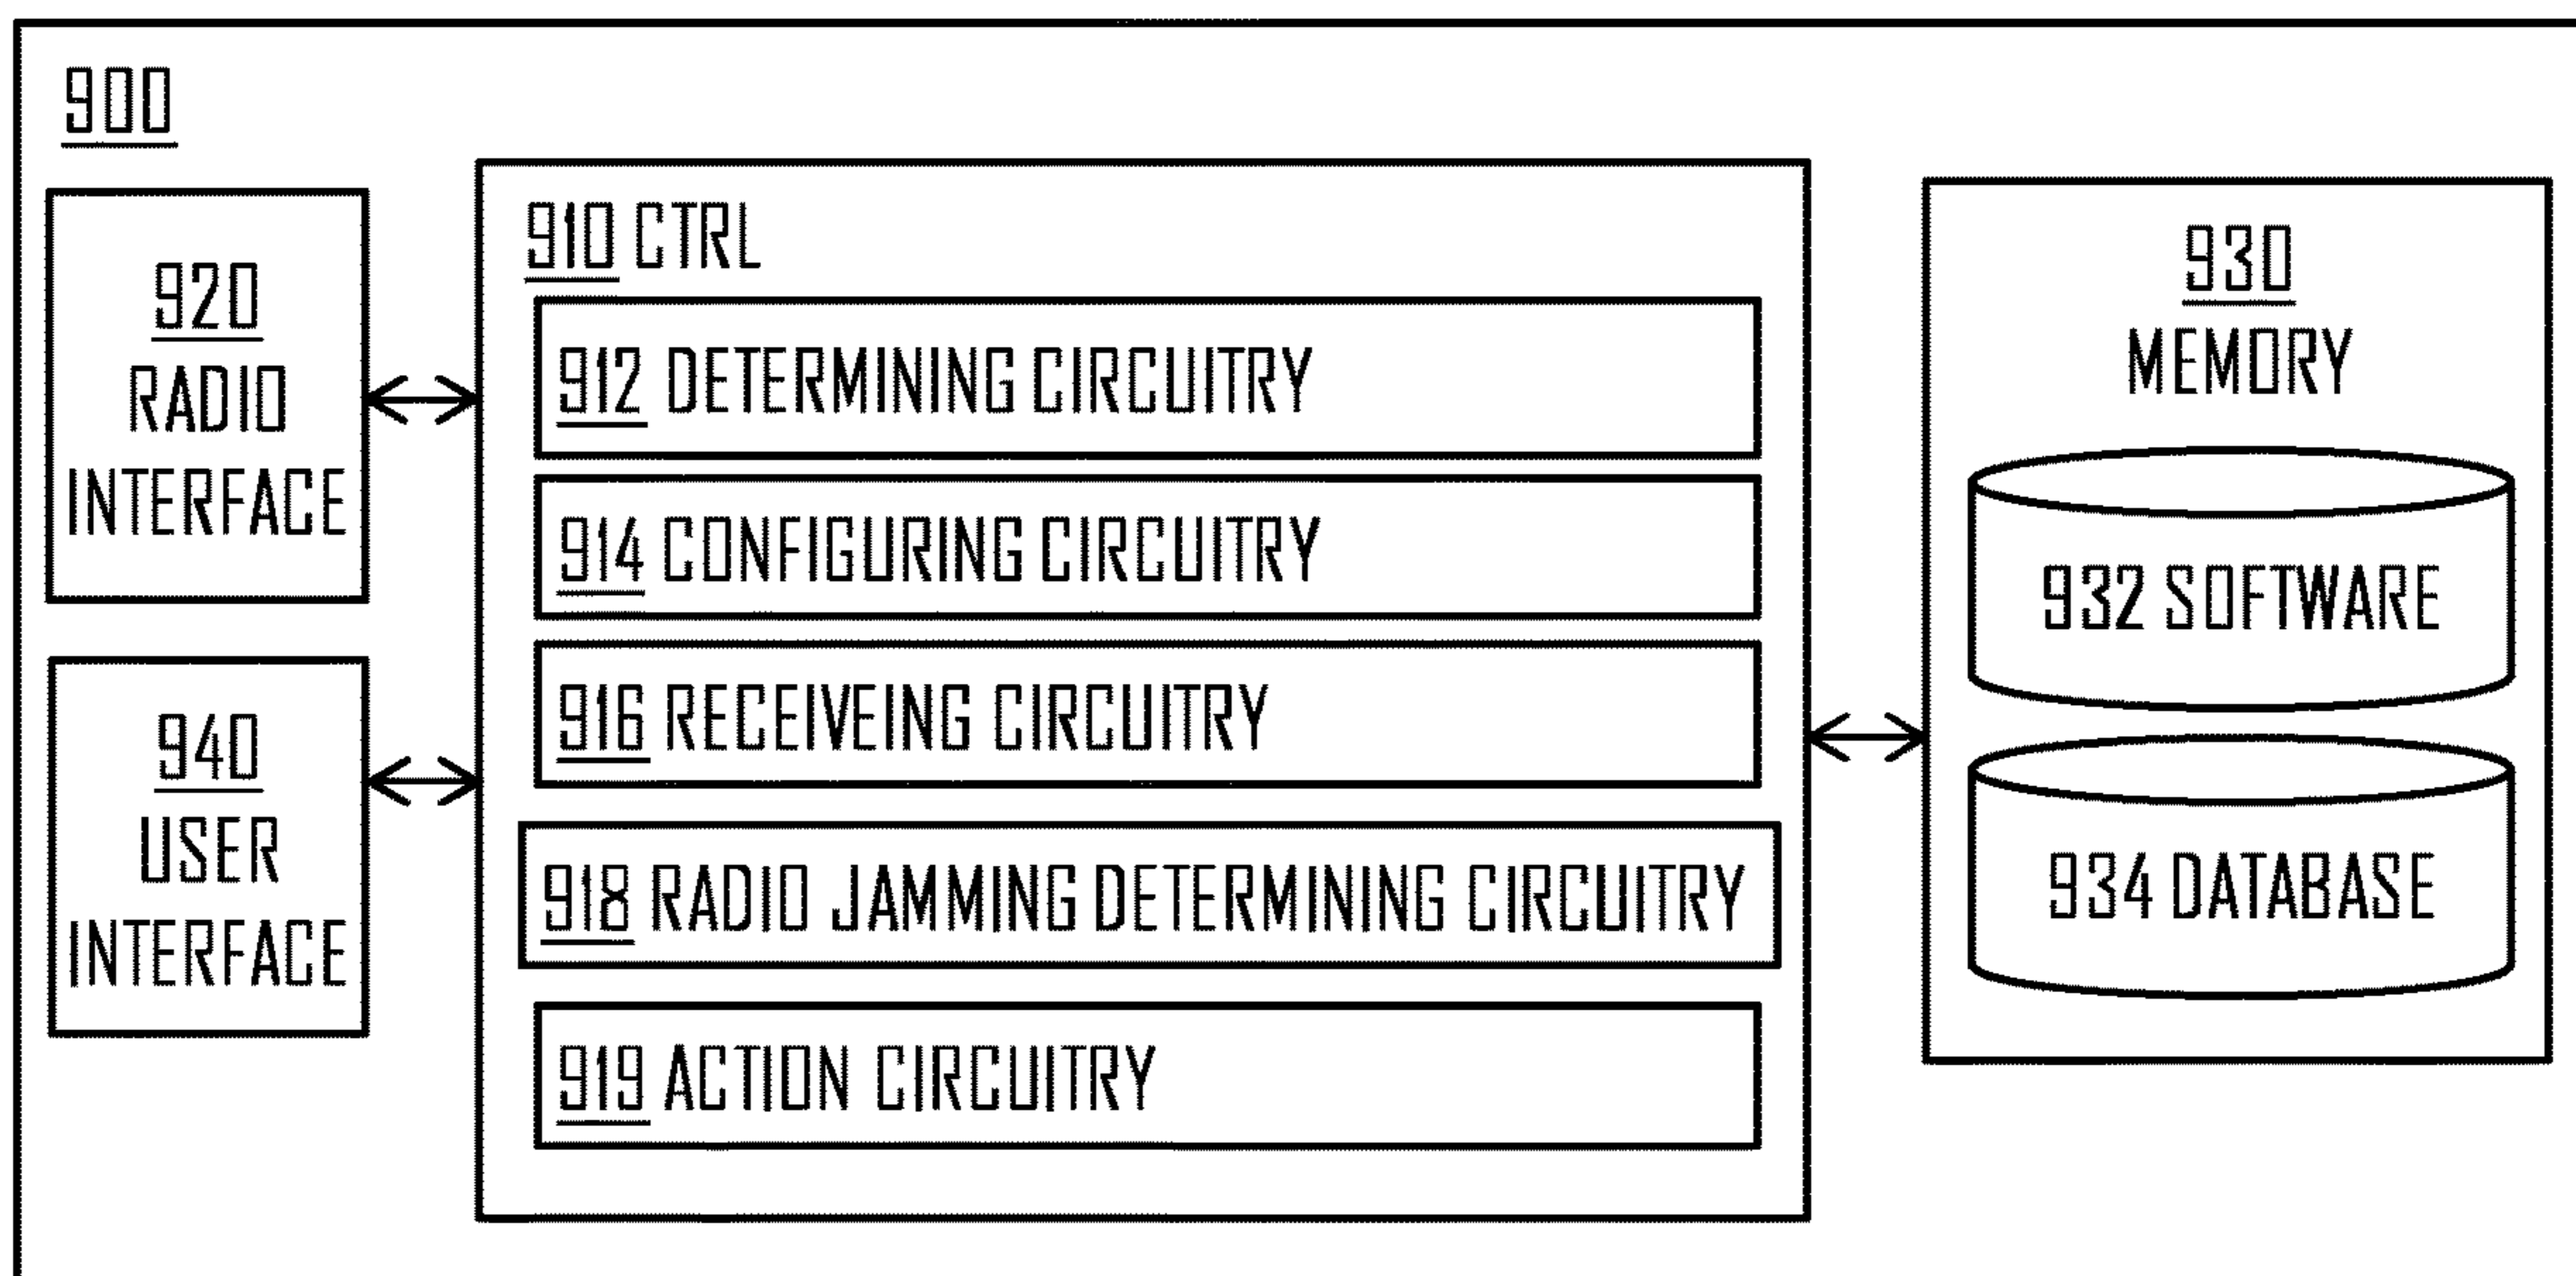 900
920
RADIO
INTERFACE
940
USER
INTERFACE
910 CTRL
912 DETERMINING CIRCUITRY
914 CONFIGURING CIRCUITRY
916 RECEIVEING CIRCUITRY
918 RADIO JAMMING DETERMINING CIRCUITRY
919 ACTION CIRCUITRY
930
MEMORY
932 SOFTWARE
934 DATABASE